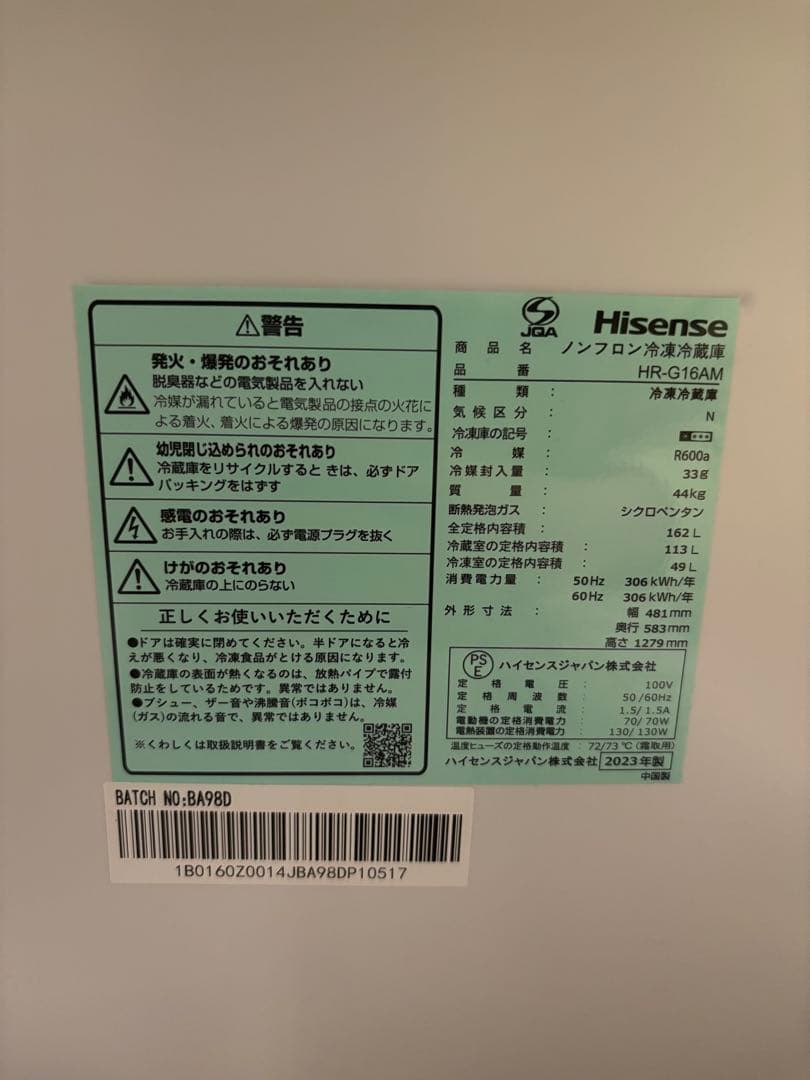 ⚠警告
発火・爆発のおそれあり
脱臭器などの電気製品を入れない
冷媒が漏れていると電気製品の接点の火花に
よる着火、着火による爆発の原因になります。
幼児閉じ込められのおそれあり
冷蔵庫をリサイクルするときは、必ずドア
パッキングをはずす
感電のおそれあり
お手入れの際は、必ず電源プラグを抜く
けがのおそれあり
冷蔵庫の上にのらない
正しくお使いいただくために
●ドアは確実に閉めてください。半ドアになると冷
えが悪くなり、冷凍食品がとける原因になります。
●冷蔵庫の表面が熱くなるのは、放熱パイプで露付
防止をしているためです。異常ではありません。
●ブシュー、ザー音や沸騰音(ボコボコ)は、冷媒
(ガス)の流れる音で、異常ではありません。
※くわしくは取扱説明書をご覧ください。
JQA Hisense
商品名 ノンフロン冷凍冷蔵庫
品番 HR-G16AM
種類: 冷凍冷蔵庫
気候区分: N
冷凍庫の記号: ****
冷媒: R600a
冷媒封入量: 33g
質量: 44kg
断熱発泡ガス: シクロペンタン
全定格内容積: 162 L
冷蔵室の定格内容積: 113 L
冷凍室の定格内容積: 49 L
消費電力量: 50Hz 306 kWh/年
60Hz 306 kWh/年
外形寸法: 幅 481mm
奥行 583mm
高さ 1279mm
PSE ハイセンスジャパン株式会社
定格電圧: 100V
定格周波数: 50/60Hz
定格電流: 1.5/1.5A
電動機の定格消費電力: 70/70W
電熱装置の定格消費電力: 130/130W
温度ヒューズの定格動作温度: 72/73℃(霜取用)
ハイセンスジャパン株式会社 2023年製
中国製
BATCH NO:BA98D
1B0160Z0014JBA98DP10517